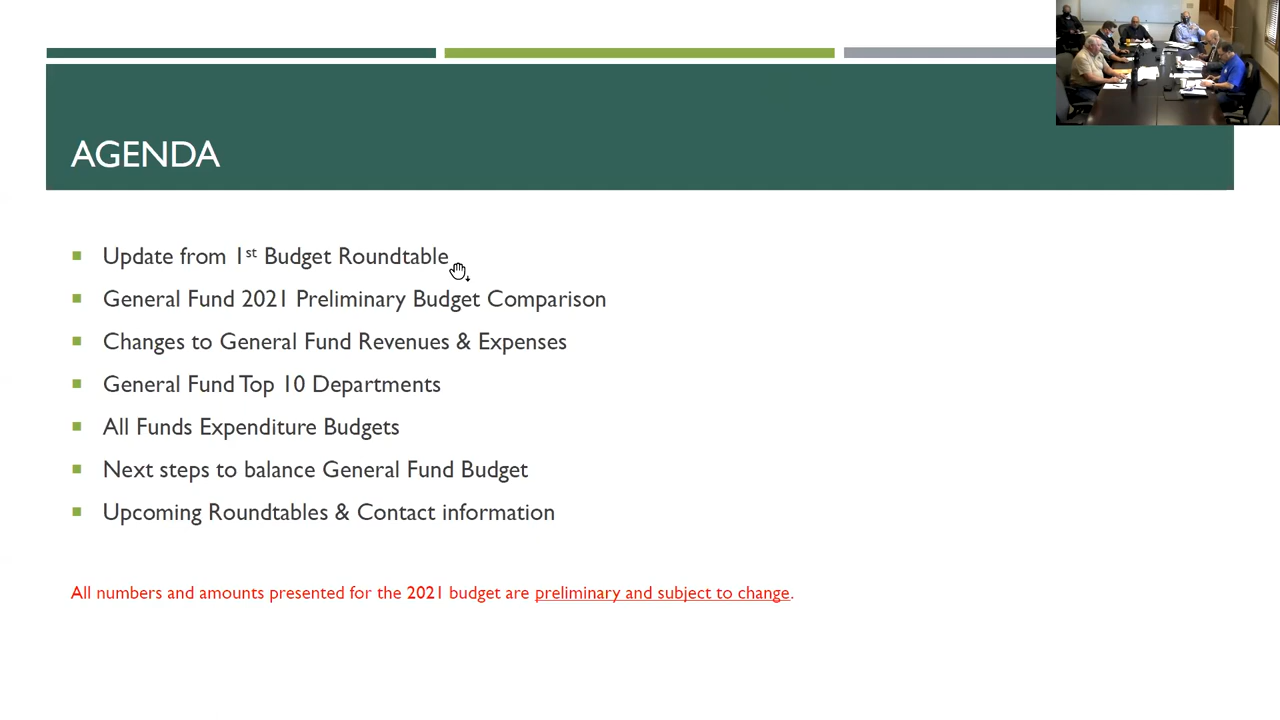 AGENDA
Update from 1st Budget Roundtable
General Fund 2021 Preliminary Budget Comparison
Changes to General Fund Revenues & Expenses
General Fund Top 10 Departments
All Funds Expenditure Budgets
Next steps to balance General Fund Budget
Upcoming Roundtables & Contact information
All numbers and amounts presented for the 2021 budget are preliminary and subject to change.